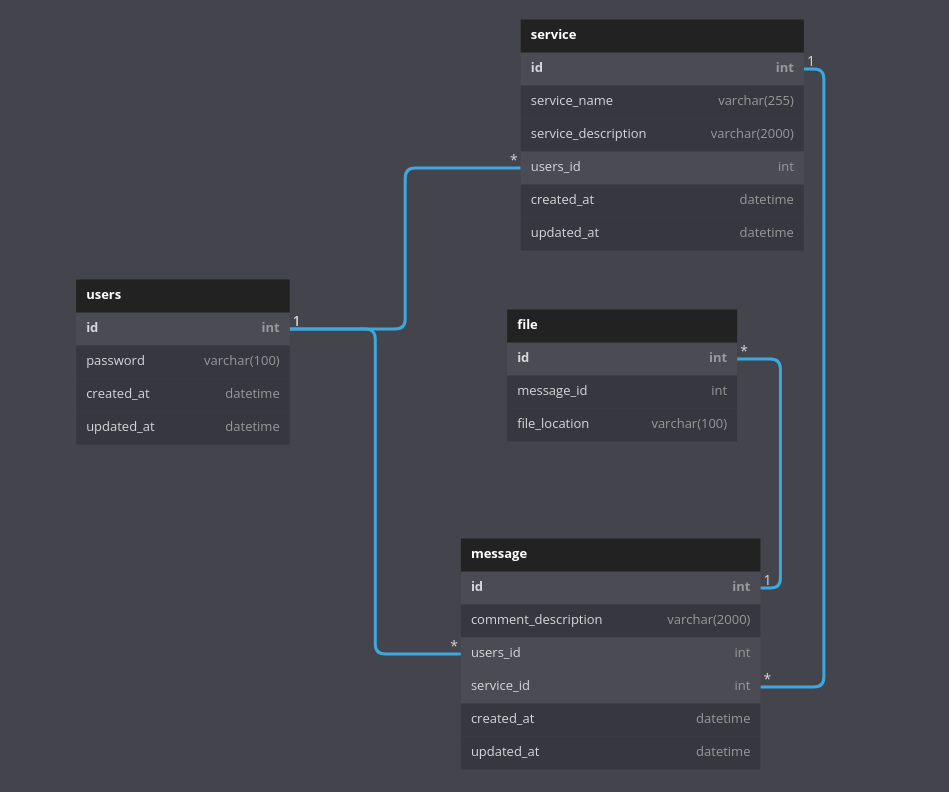 service
id int 1
service_name varchar(255)
service_description varchar(2000)
* users_id int
created_at datetime
updated_at datetime
users
id int 1
password varchar(100)
created_at datetime
updated_at datetime
file
id int *
message_id int
file_location varchar(100)
message
id int 1
comment_description varchar(2000)
* users_id int
service_id int *
created_at datetime
updated_at datetime